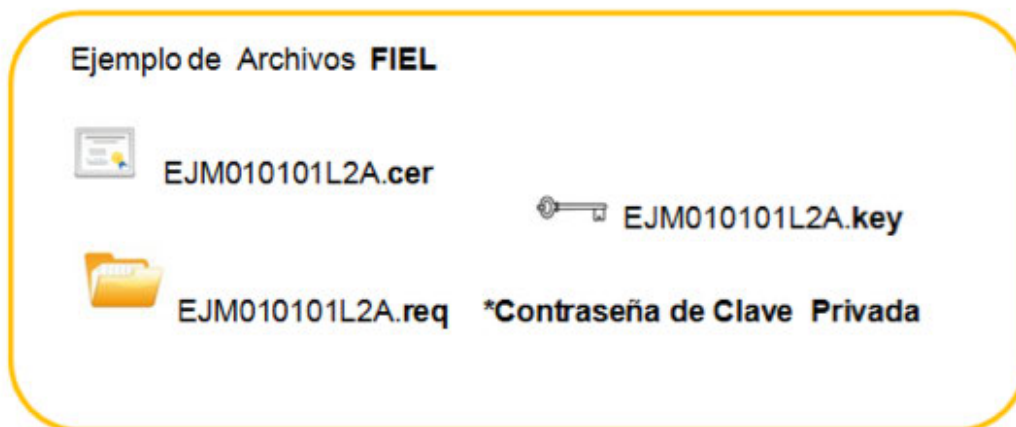 Ejemplo de Archivos FIEL
EJM010101L2A.cer
EJM010101L2A.key
EJM010101L2A.req *Contraseña de Clave Privada